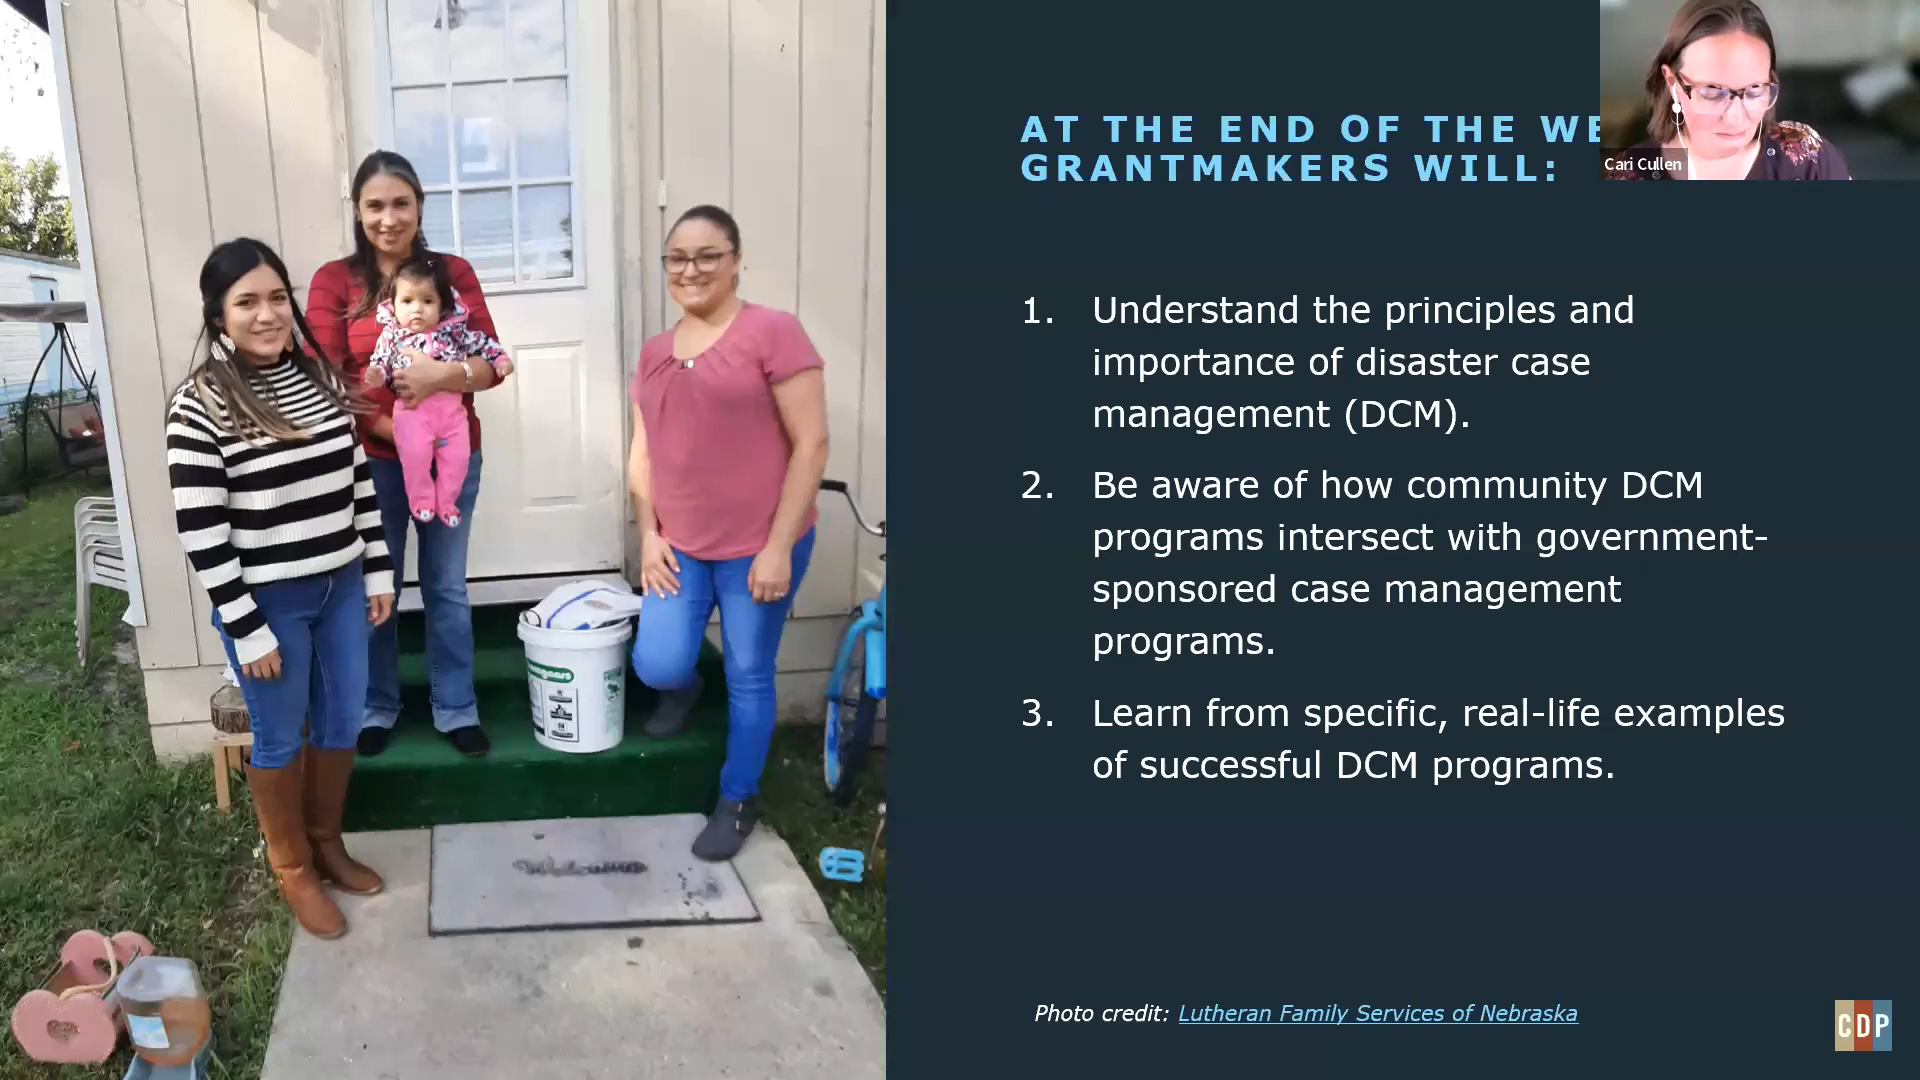 AT THE END OF THE WE
GRANTMAKERS WILL:
Cari Cullen
1. Understand the principles and
importance of disaster case
management (DCM).
2. Be aware of how community DCM
programs intersect with government-
sponsored case management
programs.
3. Learn from specific, real-life examples
of successful DCM programs.
Welcome
Photo credit: Lutheran Family Services of Nebraska
CDP